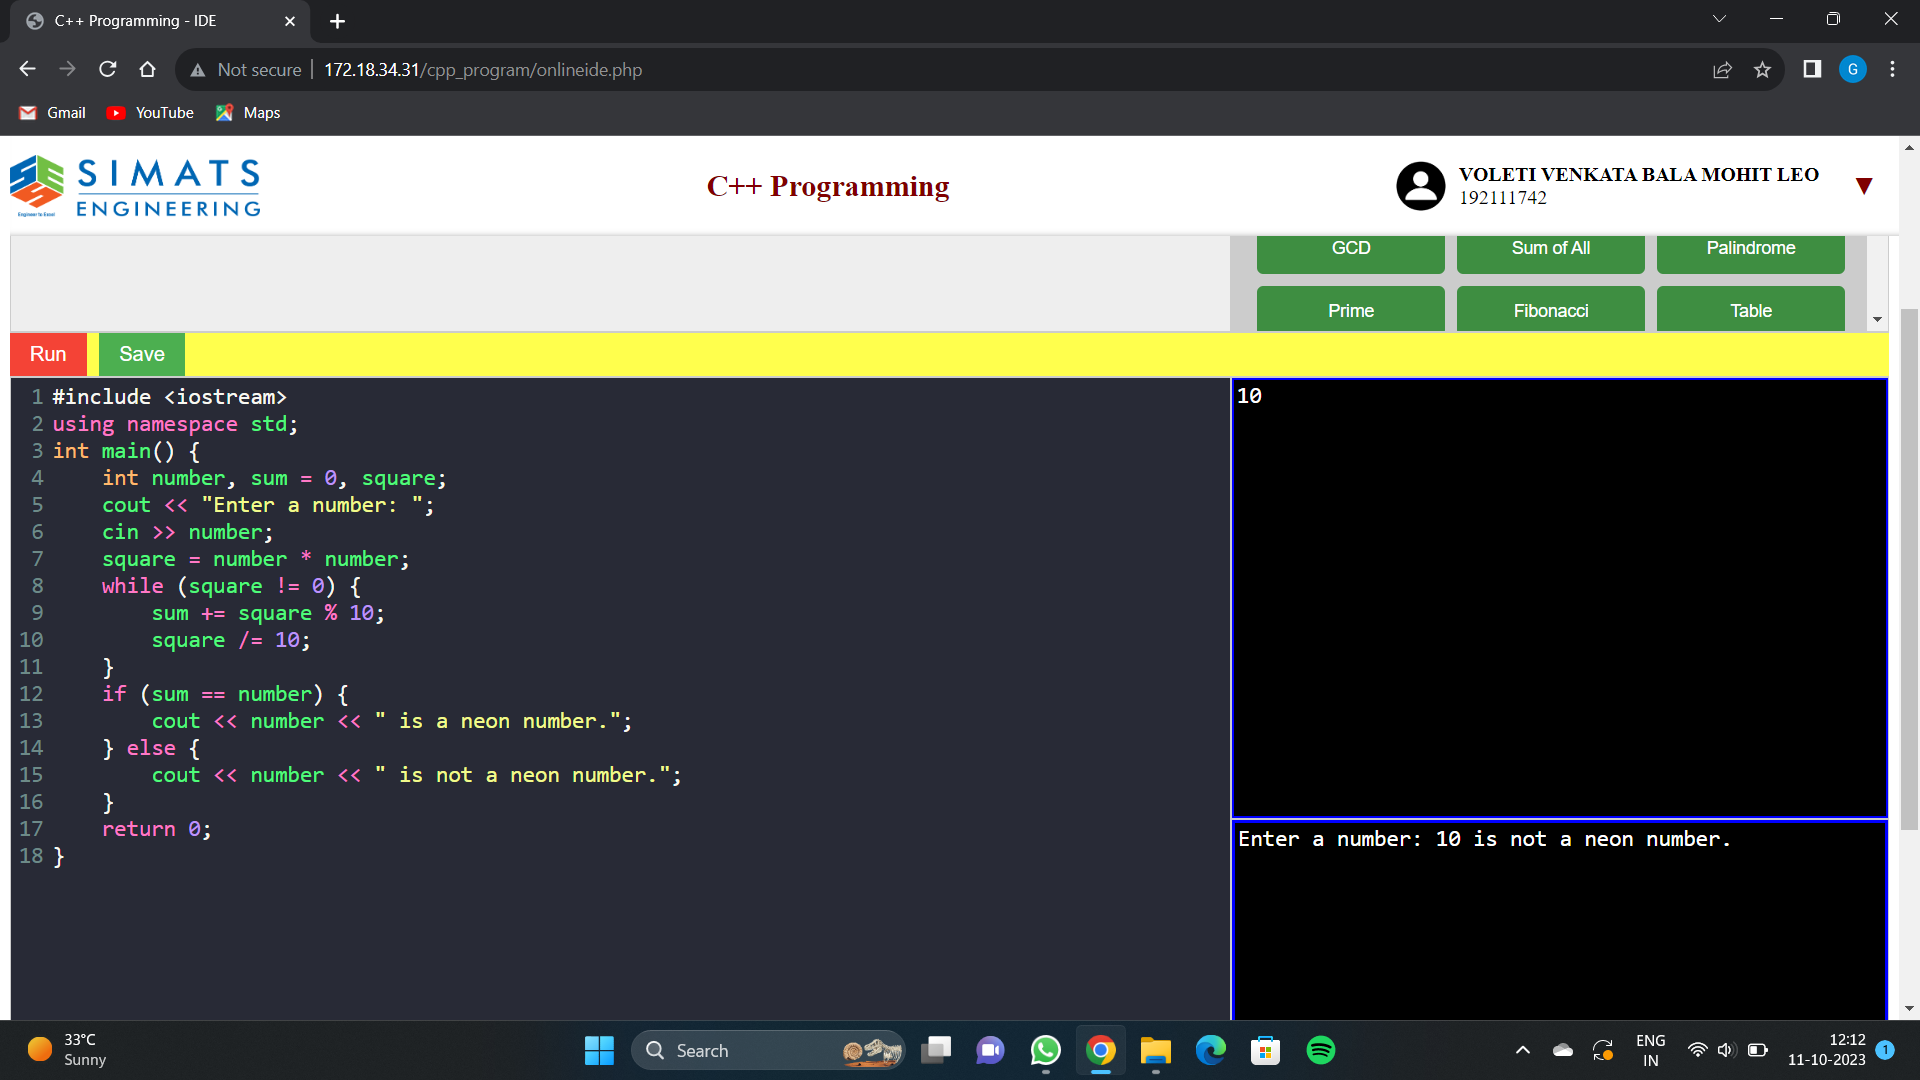 C++ Programming - IDE
Not secure | 172.18.34.31/cpp_program/onlineide.php
G
Gmail YouTube Maps
SIMATS
ENGINEERING
Engineer to Excel
C++ Programming
VOLETI VENKATA BALA MOHIT LEO
192111742
GCD Sum of All Palindrome
Prime Fibonacci Table
Run Save
1 #include <iostream>
2 using namespace std;
3 int main() {
4     int number, sum = 0, square;
5     cout << "Enter a number: ";
6     cin >> number;
7     square = number * number;
8     while (square != 0) {
9         sum += square % 10;
10         square /= 10;
11     }
12     if (sum == number) {
13         cout << number << " is a neon number.";
14     } else {
15         cout << number << " is not a neon number.";
16     }
17     return 0;
18 }
10
Enter a number: 10 is not a neon number.
33°C
Sunny
Search
ENG
IN
12:12
11-10-2023
1